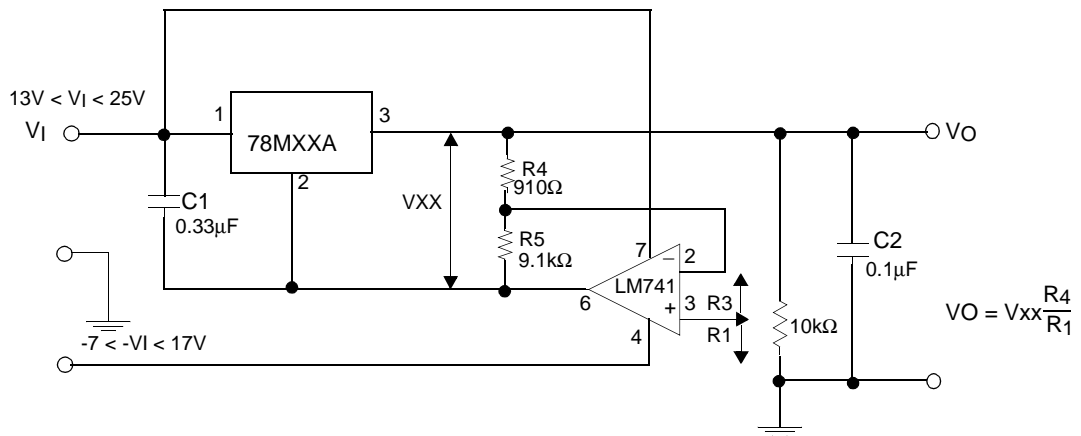 13V < VI < 25V
VI
1
78MXXA
3
2
VO
C1
0.33µF
VXX
R4
910Ω
R5
9.1kΩ
7
–
2
LM741
6
+
3
4
R3
R1
10kΩ
C2
0.1µF
VO = Vxx R4/R1
-7 < -VI < 17V